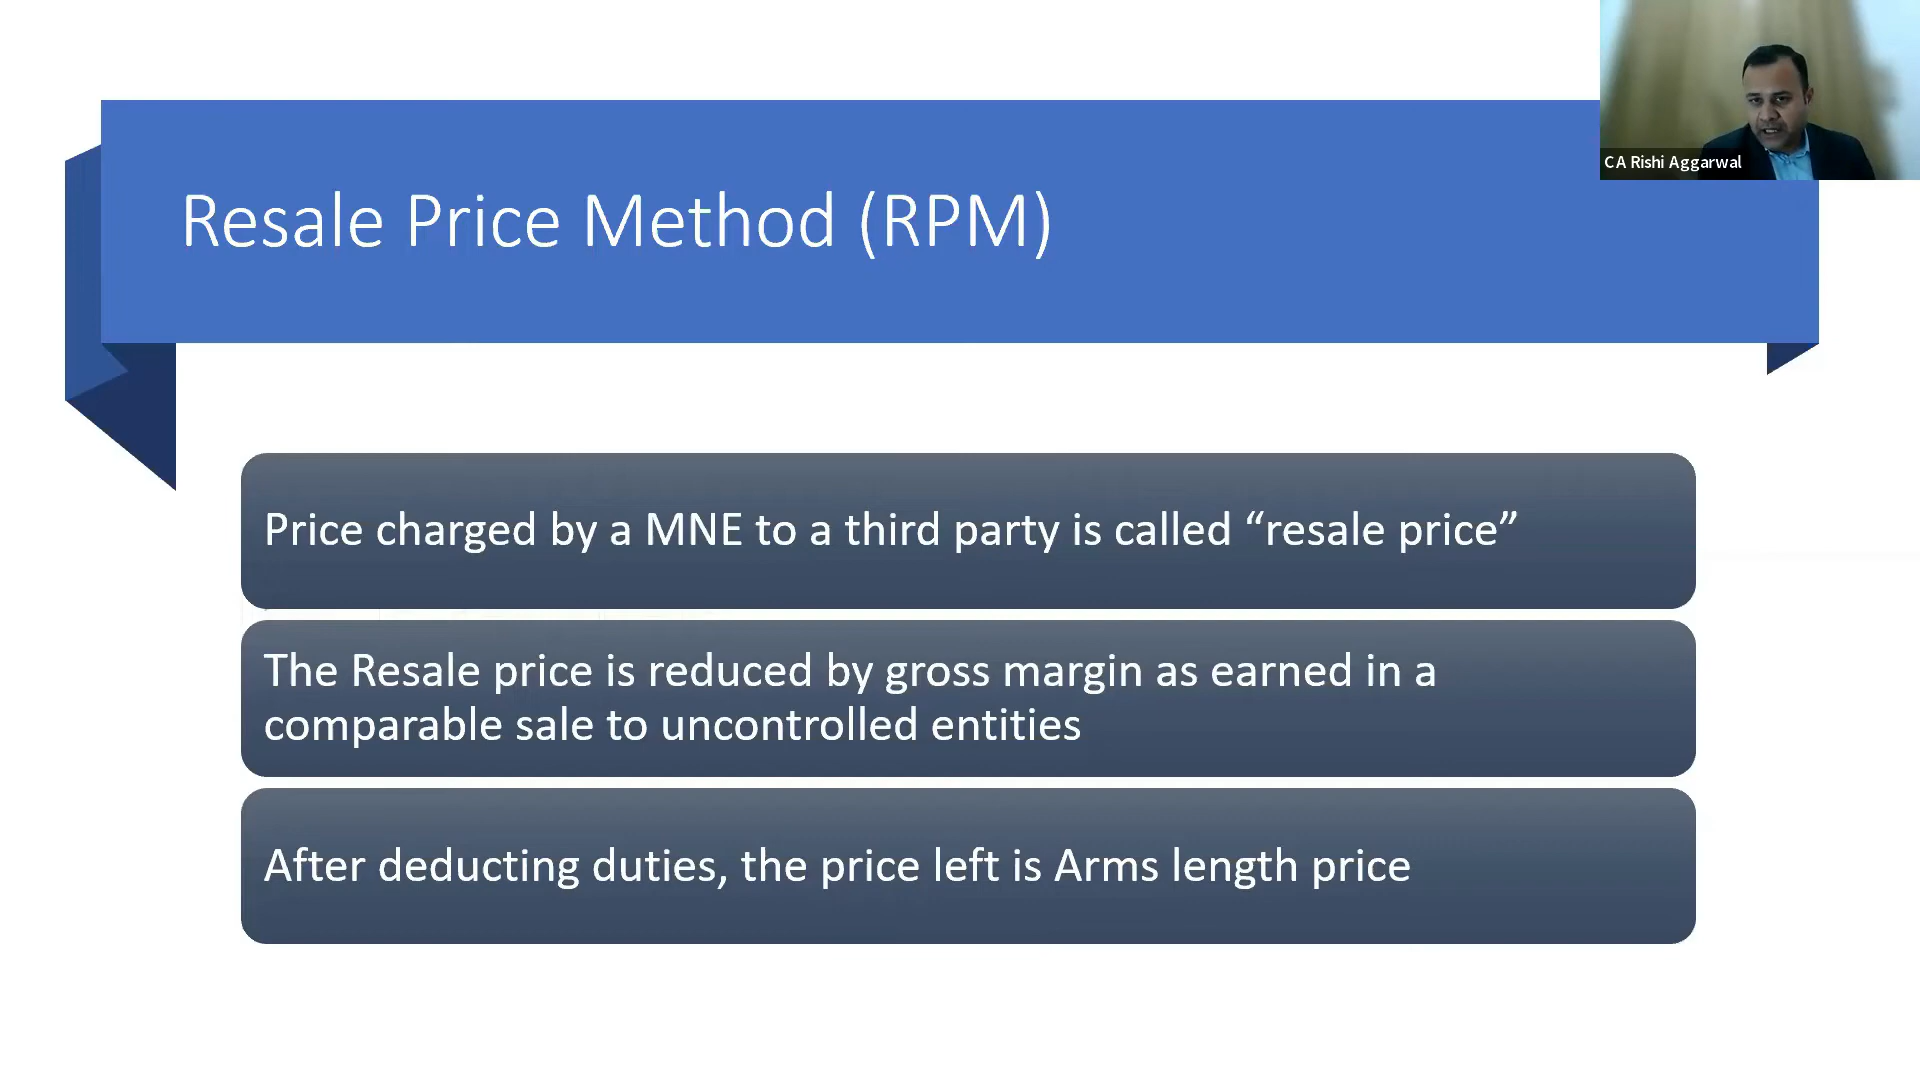 CA Rishi Aggarwal
Resale Price Method (RPM)
Price charged by a MNE to a third party is called “resale price”
The Resale price is reduced by gross margin as earned in a
comparable sale to uncontrolled entities
After deducting duties, the price left is Arms length price